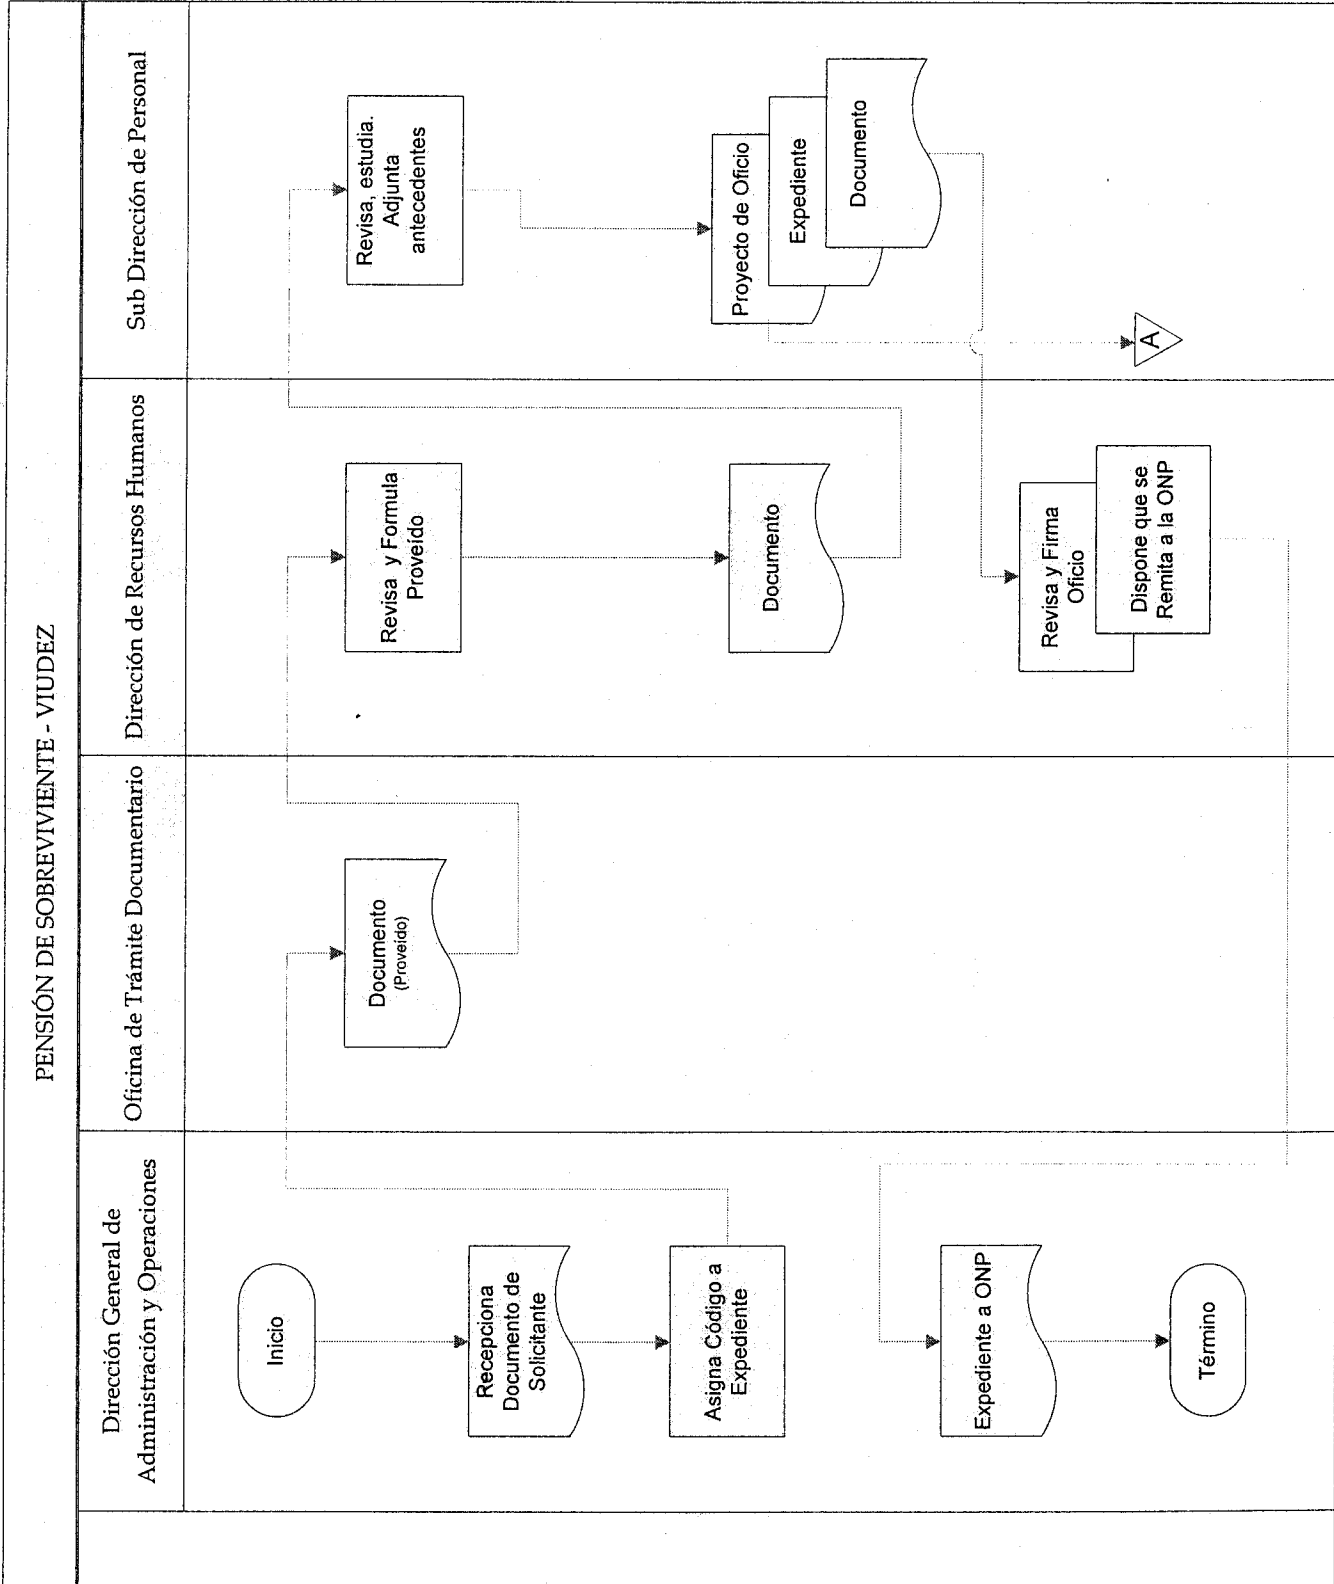 PENSIÓN DE SOBREVIVIENTE - VIUDEZ
Dirección General de
Administración y Operaciones
Oficina de Trámite Documentario
Dirección de Recursos Humanos
Sub Dirección de Personal
Inicio
Recepciona
Documento de
Solicitante
Asigna Código a
Expediente
Expediente a ONP
Término
Documento
(Proveído)
Revisa y Formula
Proveído
Documento
Revisa y Firma
Oficio
Dispone que se
Remita a la ONP
Revisa, estudia.
Adjunta
antecedentes
Proyecto de Oficio
Expediente
Documento
A